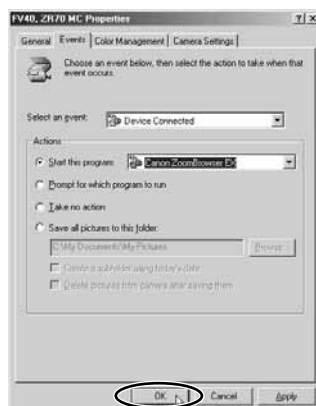 FV40, ZR70 MC Properties
General Events Color Management Camera Settings
Choose an event below, then select the action to take when that
event occurs.
Select an event: Device Connected
Actions
Start this program: Canon ZoomBrowser EX
Prompt for which program to run
Take no action
Save all pictures to this folder:
C:\My Documents\My Pictures Browse...
Create a subfolder using today's date
Delete pictures from camera after saving them
OK Cancel Apply